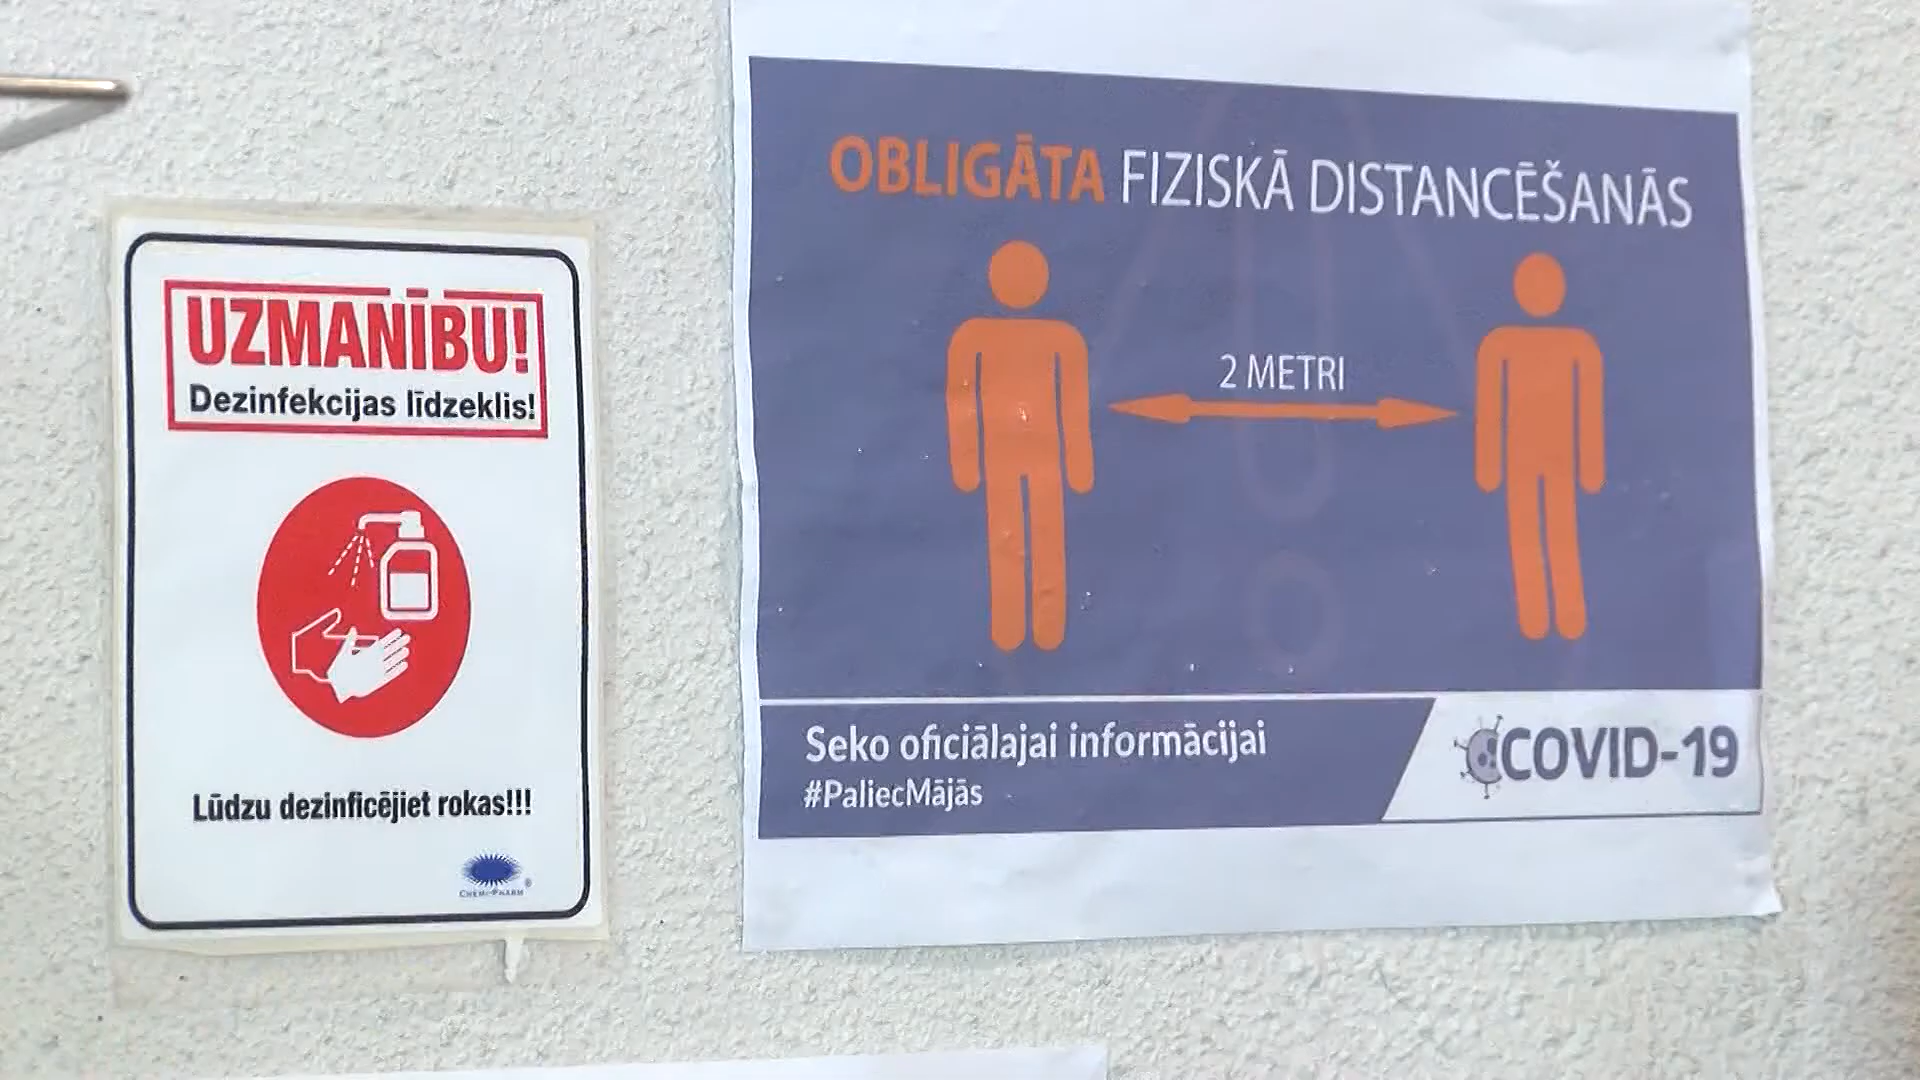 UZMANĪBU!
Dezinfekcijas līdzeklis!
Lūdzu dezinficējiet rokas!!!
CHEMI-PHARM
OBLIGĀTA FIZISKĀ DISTANCĒŠANĀS
2 METRI
Seko oficiālajai informācijai
#PaliecMājās
COVID-19